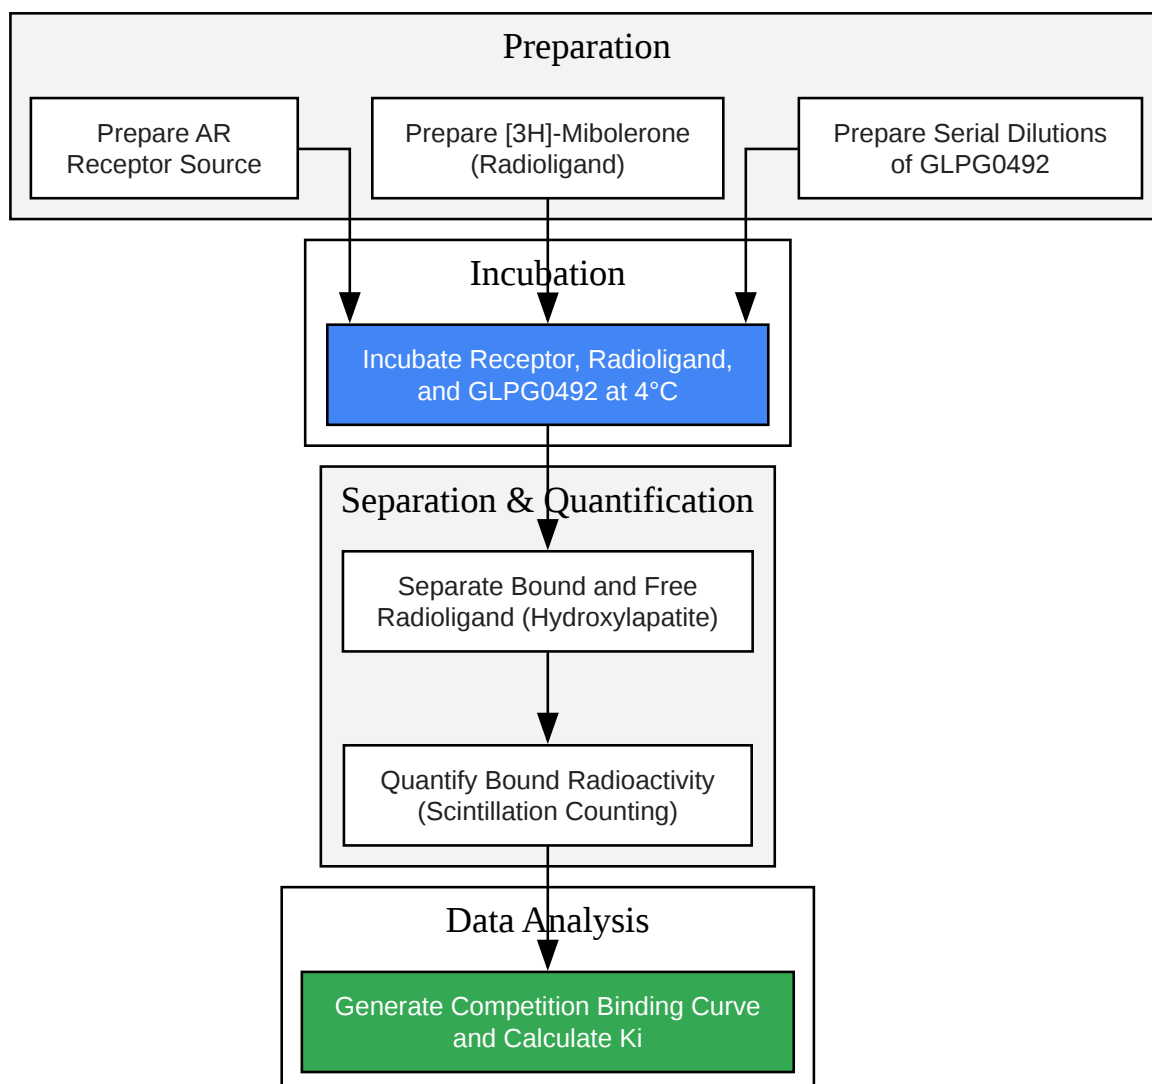 Preparation
Prepare AR
Receptor Source
Prepare [3H]-Mibolerone
(Radioligand)
Prepare Serial Dilutions
of GLPG0492
Incubation
Incubate Receptor, Radioligand,
and GLPG0492 at 4°C
Separation & Quantification
Separate Bound and Free
Radioligand (Hydroxylapatite)
Quantify Bound Radioactivity
(Scintillation Counting)
Data Analysis
Generate Competition Binding Curve
and Calculate Ki